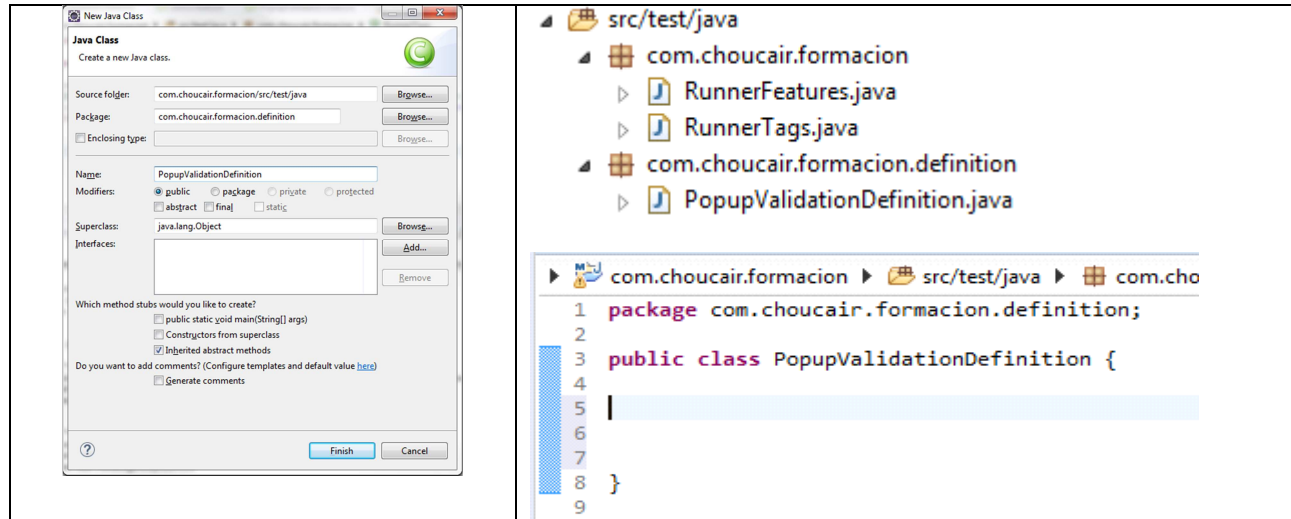 New Java Class
Java Class
Create a new Java class.
Source folder: com.choucair.formacion/src/test/java Browse...
Package: com.choucair.formacion.definition Browse...
Enclosing type: Browse...
Name: PopupValidationDefinition
Modifiers: public package private protected
abstract final static
Superclass: java.lang.Object Browse...
Interfaces: Add...
Remove
Which method stubs would you like to create?
public static void main(String[] args)
Constructors from superclass
Inherited abstract methods
Do you want to add comments? (Configure templates and default value here)
Generate comments
? Finish Cancel
src/test/java
com.choucair.formacion
RunnerFeatures.java
RunnerTags.java
com.choucair.formacion.definition
PopupValidationDefinition.java
com.choucair.formacion src/test/java com.cho
1 package com.choucair.formacion.definition;
2
3 public class PopupValidationDefinition {
4
5
6
7
8 }
9